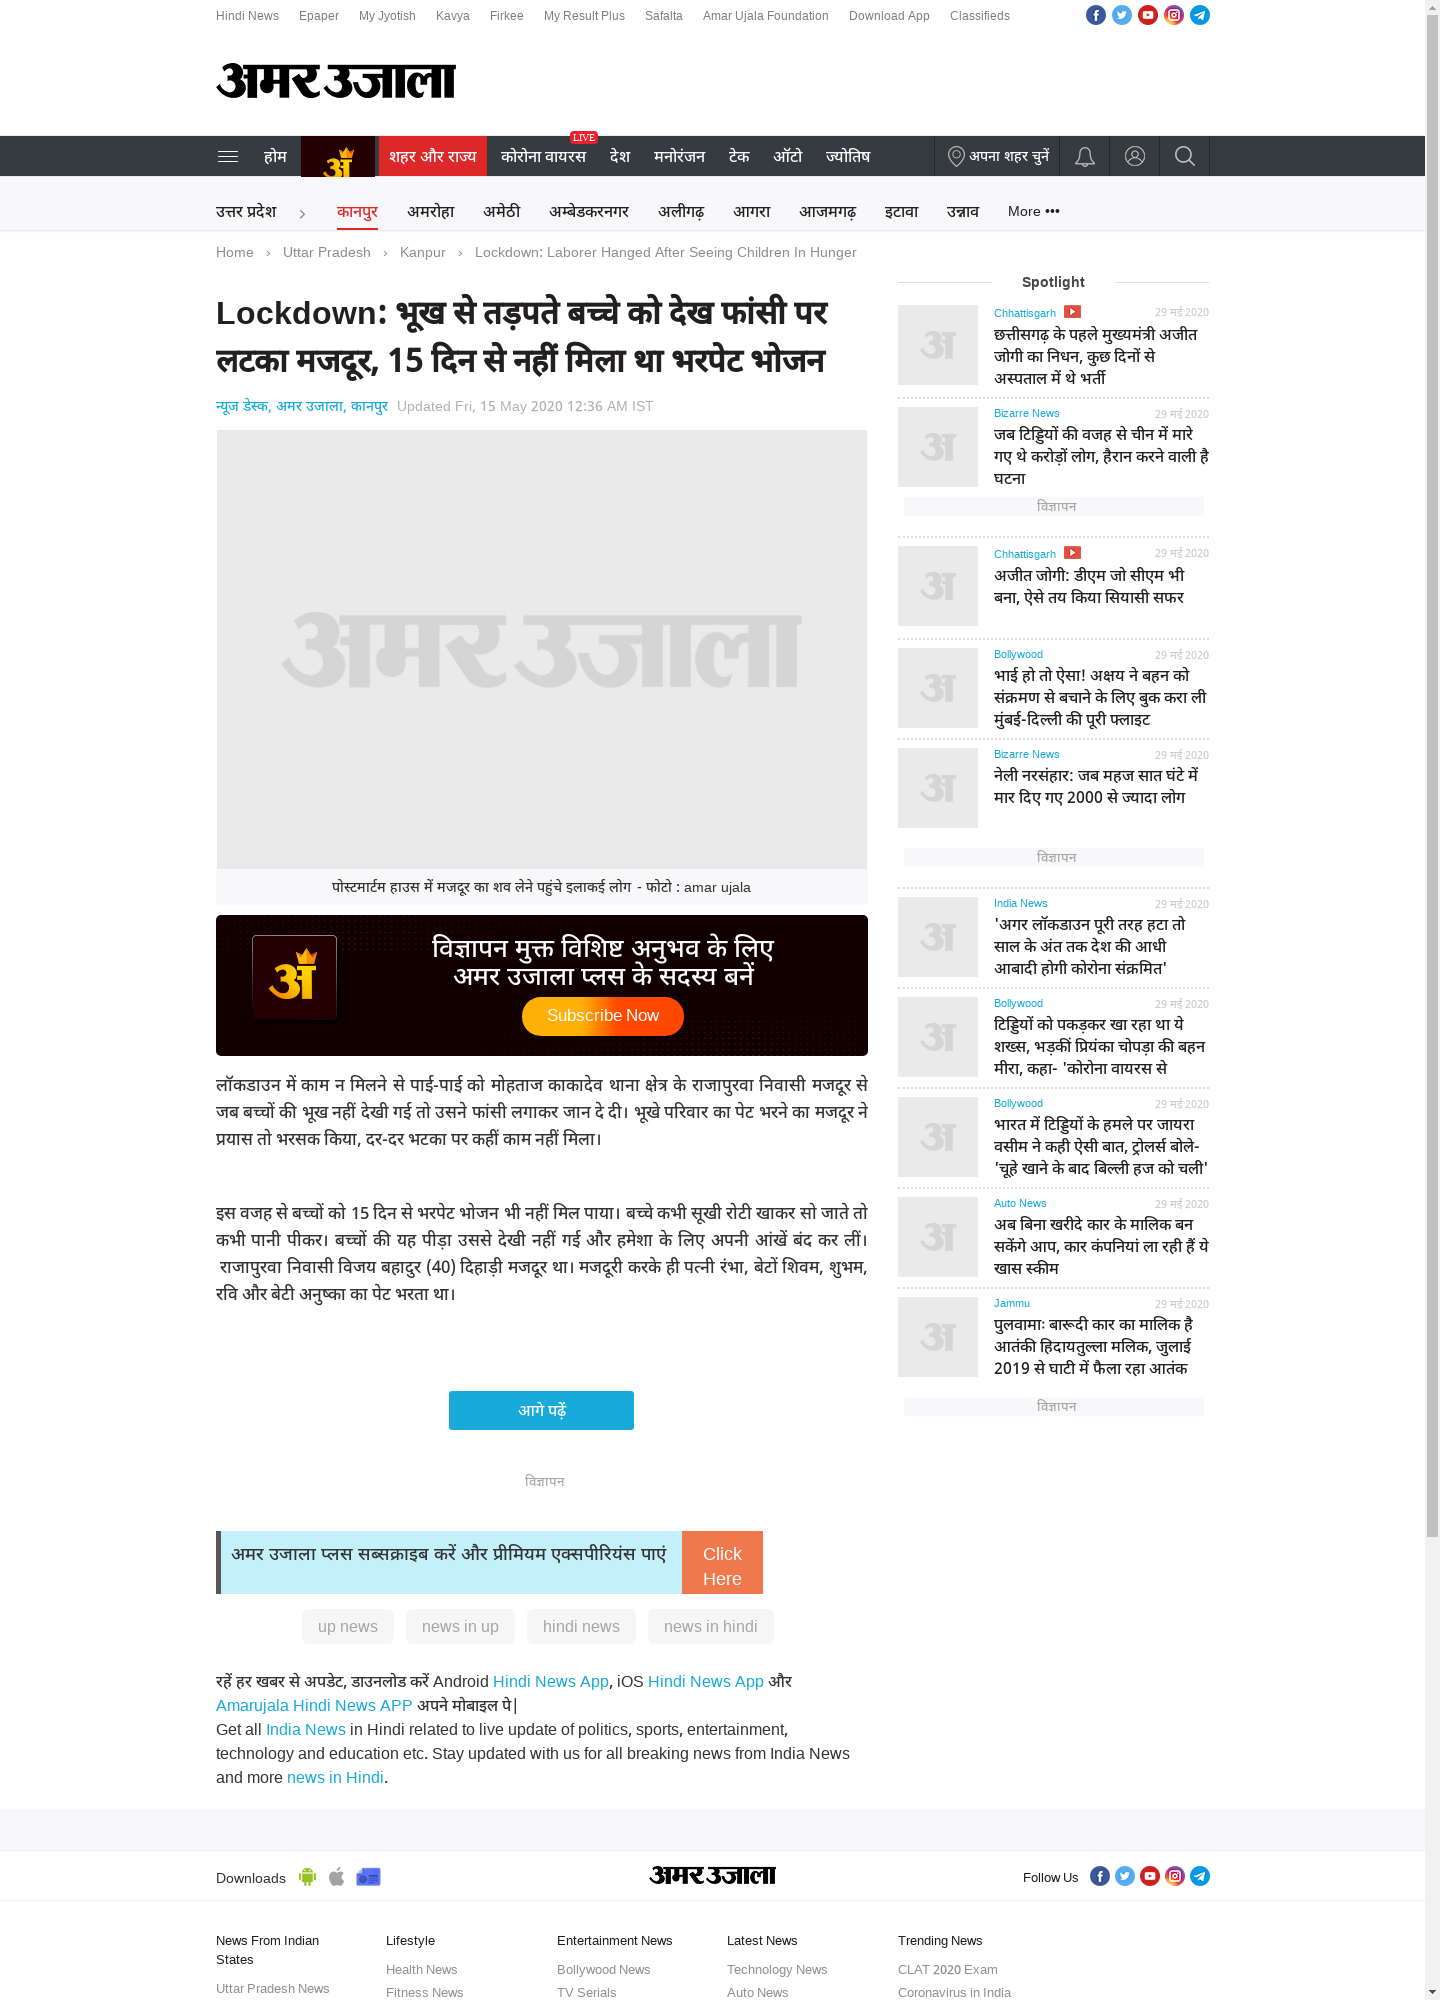 Hindi News Epaper My Jyotish Kavya Firkee My Result Plus Safalta Amar Ujala Foundation Download App Classifieds
अमर उजाला
LIVE
होम अ शहर और राज्य कोरोना वायरस देश मनोरंजन टेक ऑटो ज्योतिष अपना शहर चुनें
उत्तर प्रदेश › कानपुर अमरोहा अमेठी अम्बेडकरनगर अलीगढ़ आगरा आजमगढ़ इटावा उन्नाव More •••
Home › Uttar Pradesh › Kanpur › Lockdown: Laborer Hanged After Seeing Children In Hunger
Lockdown: भूख से तड़पते बच्चे को देख फांसी पर
लटका मजदूर, 15 दिन से नहीं मिला था भरपेट भोजन
न्यूज डेस्क, अमर उजाला, कानपुर Updated Fri, 15 May 2020 12:36 AM IST
अमर उजाला
पोस्टमार्टम हाउस में मजदूर का शव लेने पहुंचे इलाकई लोग - फोटो : amar ujala
अ
विज्ञापन मुक्त विशिष्ट अनुभव के लिए
अमर उजाला प्लस के सदस्य बनें
Subscribe Now
लॉकडाउन में काम न मिलने से पाई-पाई को मोहताज काकादेव थाना क्षेत्र के राजापुरवा निवासी मजदूर से
जब बच्चों की भूख नहीं देखी गई तो उसने फांसी लगाकर जान दे दी। भूखे परिवार का पेट भरने का मजदूर ने
प्रयास तो भरसक किया, दर-दर भटका पर कहीं काम नहीं मिला।
इस वजह से बच्चों को 15 दिन से भरपेट भोजन भी नहीं मिल पाया। बच्चे कभी सूखी रोटी खाकर सो जाते तो
कभी पानी पीकर। बच्चों की यह पीड़ा उससे देखी नहीं गई और हमेशा के लिए अपनी आंखें बंद कर लीं।
राजापुरवा निवासी विजय बहादुर (40) दिहाड़ी मजदूर था। मजदूरी करके ही पत्नी रंभा, बेटों शिवम, शुभम,
रवि और बेटी अनुष्का का पेट भरता था।
आगे पढ़ें
विज्ञापन
अमर उजाला प्लस सब्सक्राइब करें और प्रीमियम एक्सपीरियंस पाएं
Click
Here
up news news in up hindi news news in hindi
रहें हर खबर से अपडेट, डाउनलोड करें Android Hindi News App, iOS Hindi News App और
Amarujala Hindi News APP अपने मोबाइल पे|
Get all India News in Hindi related to live update of politics, sports, entertainment,
technology and education etc. Stay updated with us for all breaking news from India News
and more news in Hindi.
Spotlight
अ
Chhattisgarh 29 मई 2020
छत्तीसगढ़ के पहले मुख्यमंत्री अजीत
जोगी का निधन, कुछ दिनों से
अस्पताल में थे भर्ती
अ
Bizarre News 29 मई 2020
जब टिड्डियों की वजह से चीन में मारे
गए थे करोड़ों लोग, हैरान करने वाली है
घटना
विज्ञापन
अ
Chhattisgarh 29 मई 2020
अजीत जोगी: डीएम जो सीएम भी
बना, ऐसे तय किया सियासी सफर
अ
Bollywood 29 मई 2020
भाई हो तो ऐसा! अक्षय ने बहन को
संक्रमण से बचाने के लिए बुक करा ली
मुंबई-दिल्ली की पूरी फ्लाइट
अ
Bizarre News 29 मई 2020
नेली नरसंहार: जब महज सात घंटे में
मार दिए गए 2000 से ज्यादा लोग
विज्ञापन
अ
India News 29 मई 2020
'अगर लॉकडाउन पूरी तरह हटा तो
साल के अंत तक देश की आधी
आबादी होगी कोरोना संक्रमित'
अ
Bollywood 29 मई 2020
टिड्डियों को पकड़कर खा रहा था ये
शख्स, भड़कीं प्रियंका चोपड़ा की बहन
मीरा, कहा- 'कोरोना वायरस से
अ
Bollywood 29 मई 2020
भारत में टिड्डियों के हमले पर जायरा
वसीम ने कही ऐसी बात, ट्रोलर्स बोले-
'चूहे खाने के बाद बिल्ली हज को चली'
अ
Auto News 29 मई 2020
अब बिना खरीदे कार के मालिक बन
सकेंगे आप, कार कंपनियां ला रही हैं ये
खास स्कीम
अ
Jammu 29 मई 2020
पुलवामाः बारूदी कार का मालिक है
आतंकी हिदायतुल्ला मलिक, जुलाई
2019 से घाटी में फैला रहा आतंक
विज्ञापन
Downloads अमर उजाला Follow Us
News From Indian
States
Uttar Pradesh News
Lifestyle
Health News
Fitness News
Entertainment News
Bollywood News
TV Serials
Latest News
Technology News
Auto News
Trending News
CLAT 2020 Exam
Coronavirus in India